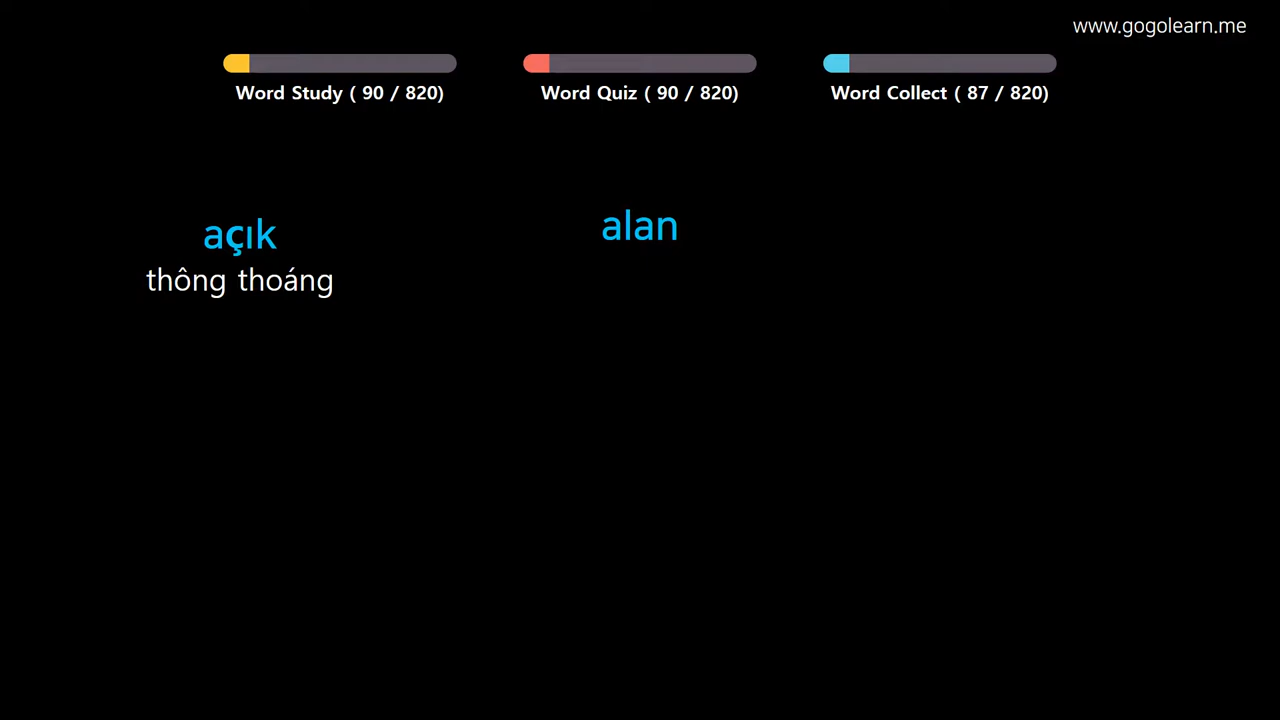 www.gogolearn.me
Word Study ( 90 / 820)
Word Quiz ( 90 / 820)
Word Collect ( 87 / 820)
açık
thông thoáng
alan